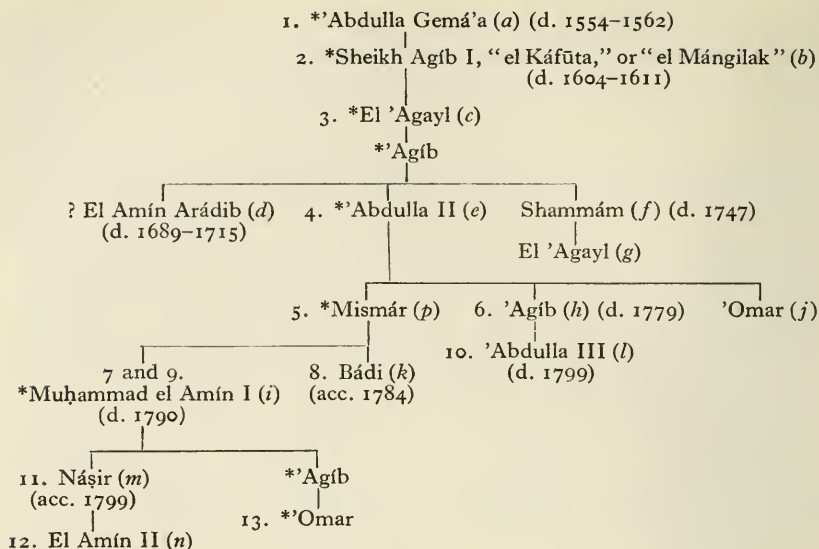 1. *’Abdulla Gemá’a (a) (d. 1554–1562)
2. *Sheikh Agíb I, “el Káfūta,” or “el Mángilak” (b)
(d. 1604–1611)
3. *El ’Agayl (c)
*’Agíb
? El Amín Arádib (d) 4. *’Abdulla II (e) Shammám (f) (d. 1747)
(d. 1689–1715)
El ’Agayl (g)
5. *Mismár (p) 6. ’Agíb (h) (d. 1779) ’Omar (j)
10. ’Abdulla III (l)
(d. 1799)
7 and 9. 8. Bádi (k)
*Muḥammad el Amín I (i) (acc. 1784)
(d. 1790)
11. Náṣir (m) *’Agíb
(acc. 1799)
13. *’Omar
12. El Amín II (n)